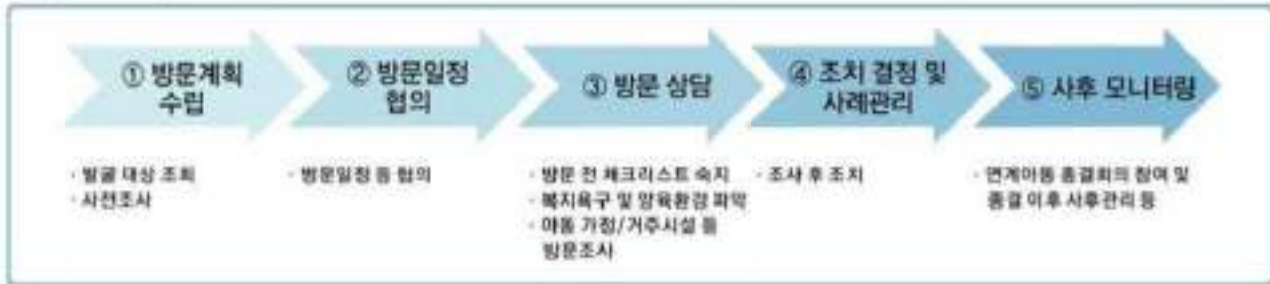 ① 방문계획
수립
② 방문일정
협의
③ 방문 상담
④ 조치 결정 및
사례관리
⑤ 사후 모니터링
· 발굴 대상 조회
· 사전조사
· 방문일정 등 협의
· 방문 전 체크리스트 숙지
· 복지욕구 및 양육환경 파악
· 아동 가정/거주시설 등
방문조사
· 조사 후 조치
· 연계아동 종결회의 참여 및
종결 이후 사후관리 등